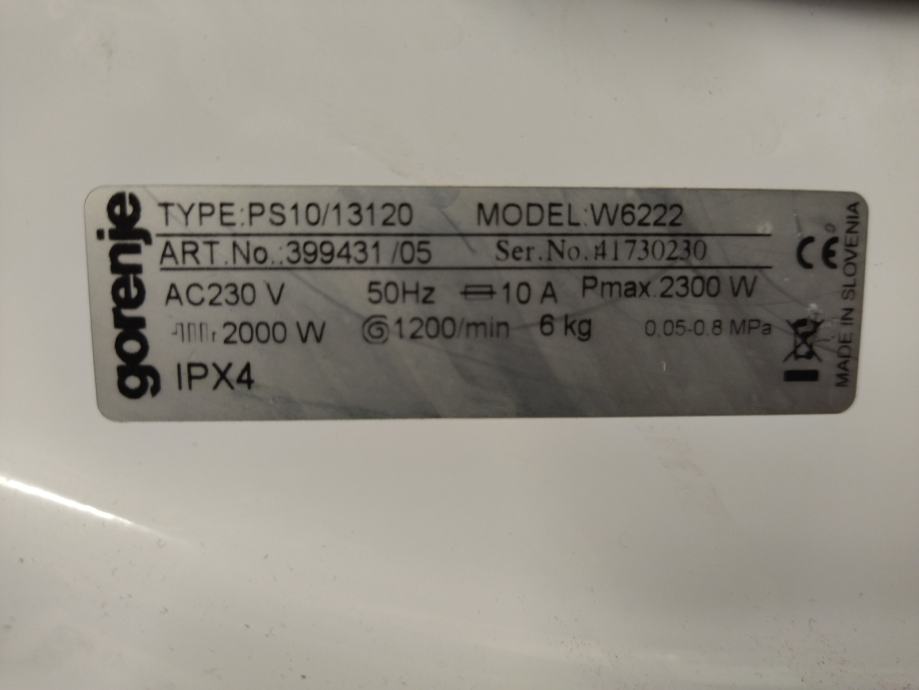 gorenje
TYPE:PS10/13120 MODEL:W6222
ART.No.:399431/05 Ser.No.:41730230
AC230 V 50Hz 10 A Pmax.2300 W
2000 W 1200/min 6 kg 0,05-0.8 MPa
IPX4
CE
MADE IN SLOVENIA